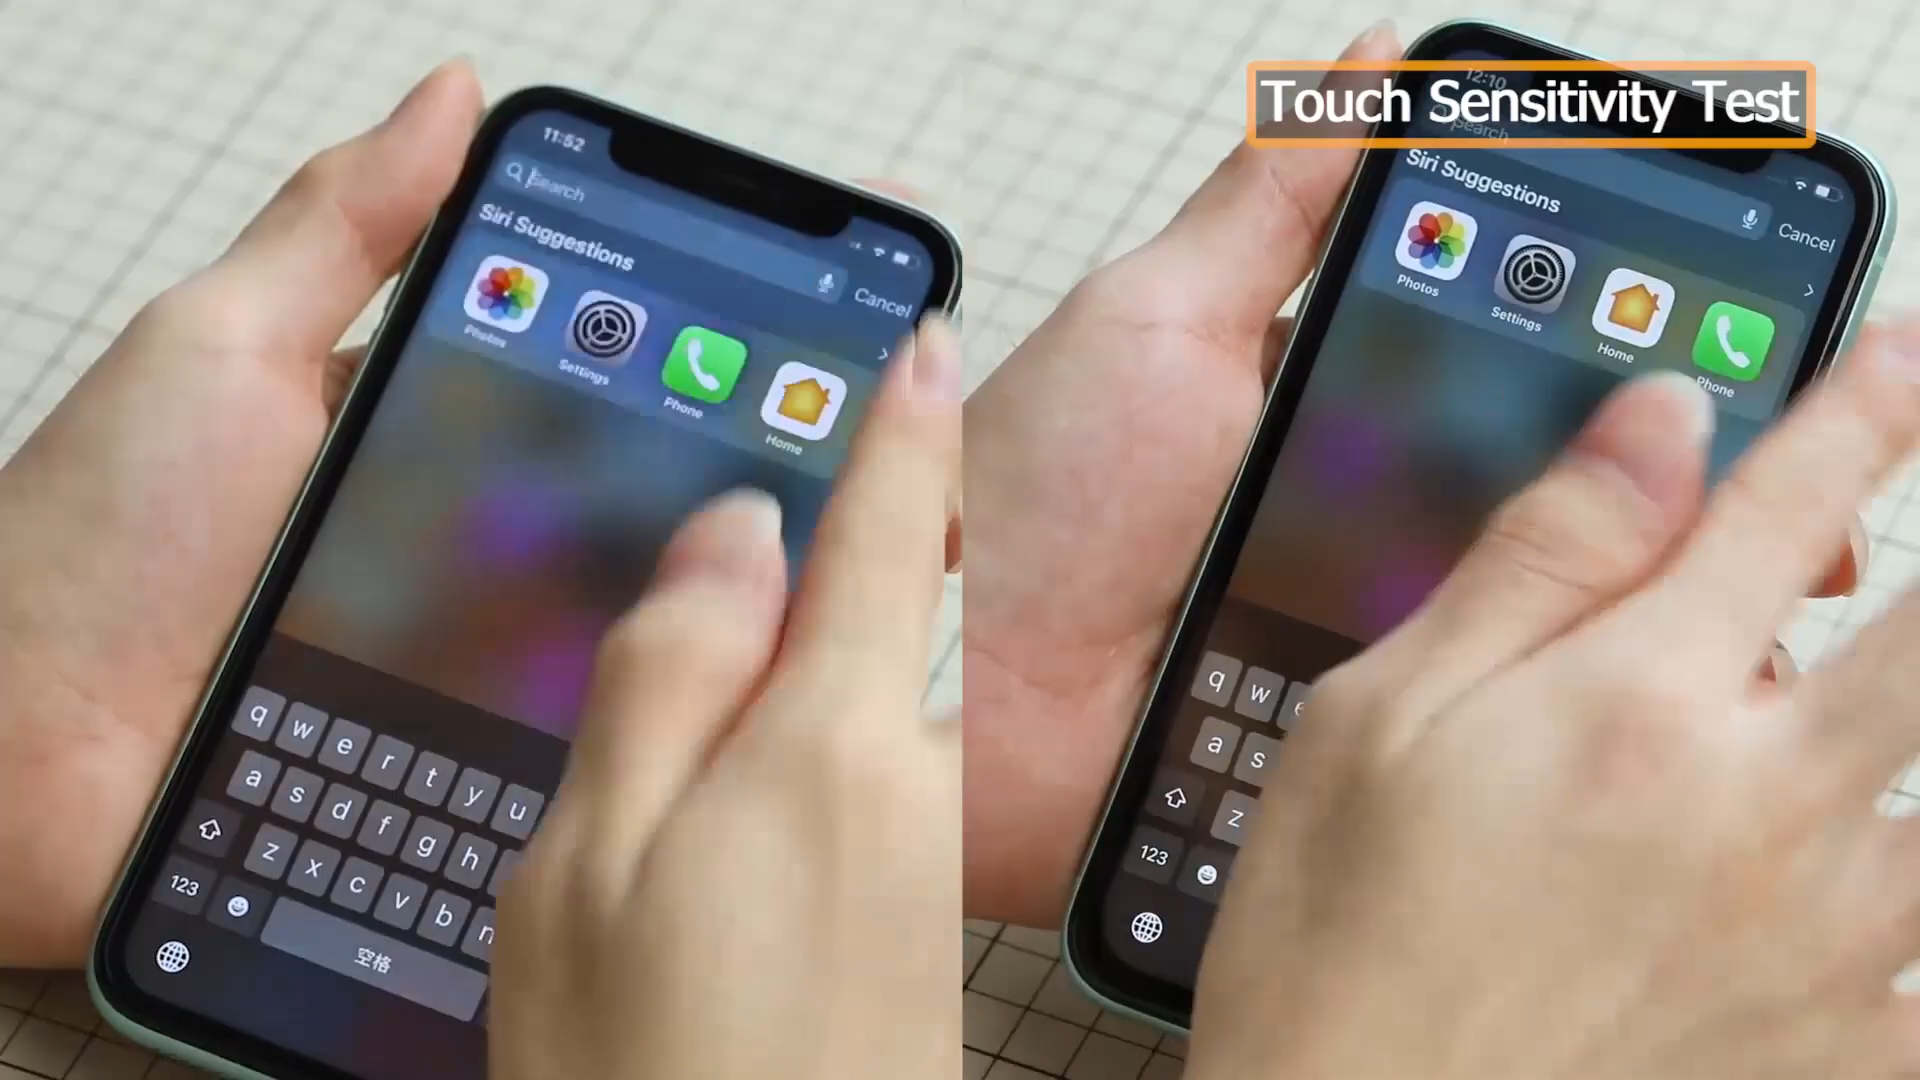 11:52
Search
Siri Suggestions
Cancel
Photos
Settings
Phone
Home
q w e r t y u
a s d f g h
z x c v b n
123
空格
Touch Sensitivity Test
12:10
Search
Siri Suggestions
Cancel
Photos
Settings
Home
Phone
q w e
a s
z
123